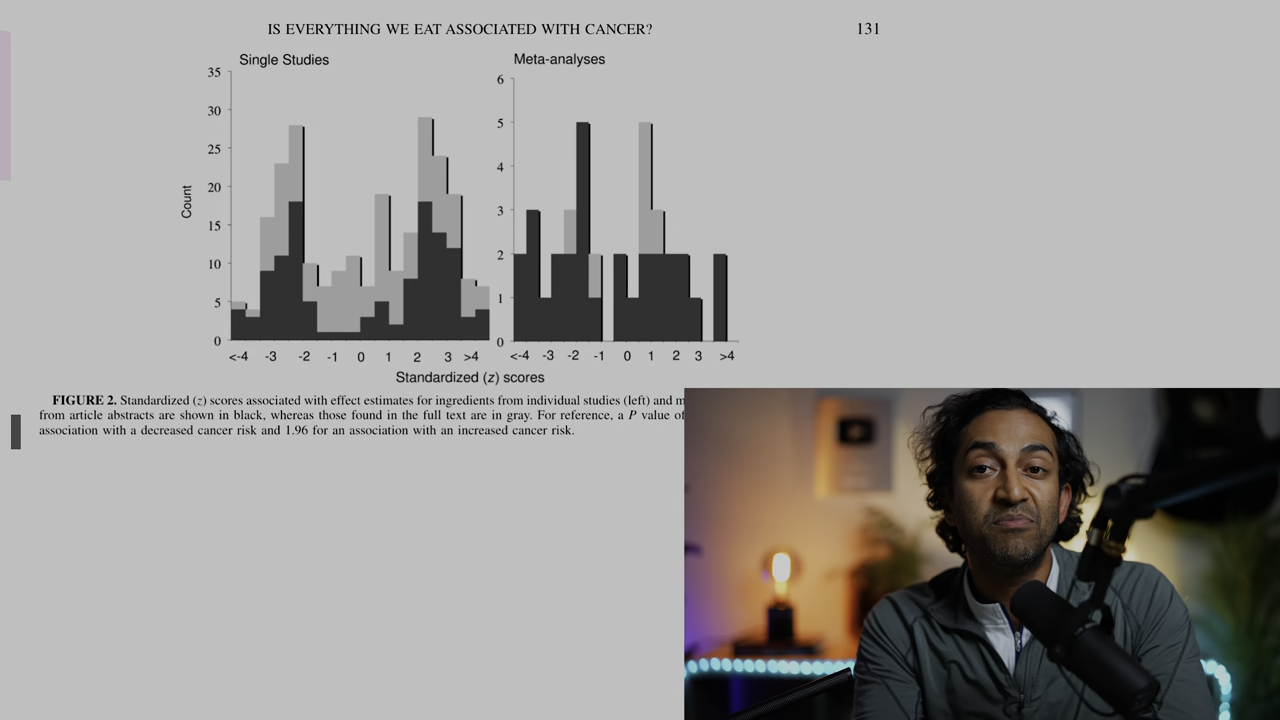 IS EVERYTHING WE EAT ASSOCIATED WITH CANCER? 131
Single Studies
35
30
25
20
15
10
5
0
Count
<-4 -3 -2 -1 0 1 2 3 >4
Meta-analyses
6
5
4
3
2
1
0
<-4 -3 -2 -1 0 1 2 3 >4
Standardized (z) scores
FIGURE 2. Standardized (z) scores associated with effect estimates for ingredients from individual studies (left) and
from article abstracts are shown in black, whereas those found in the full text are in gray. For reference, a P value of
association with a decreased cancer risk and 1.96 for an association with an increased cancer risk.